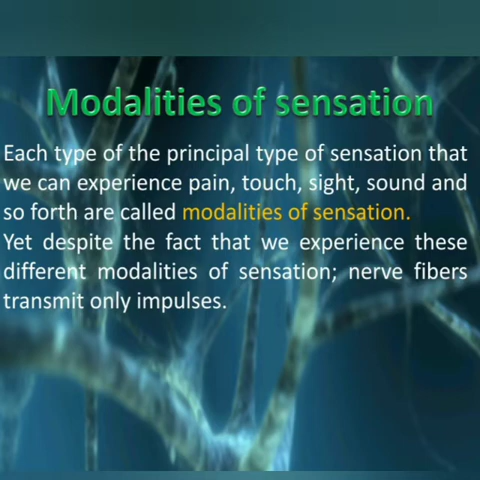 Modalities of sensation
Each type of the principal type of sensation that
we can experience pain, touch, sight, sound and
so forth are called modalities of sensation.
Yet despite the fact that we experience these
different modalities of sensation; nerve fibers
transmit only impulses.